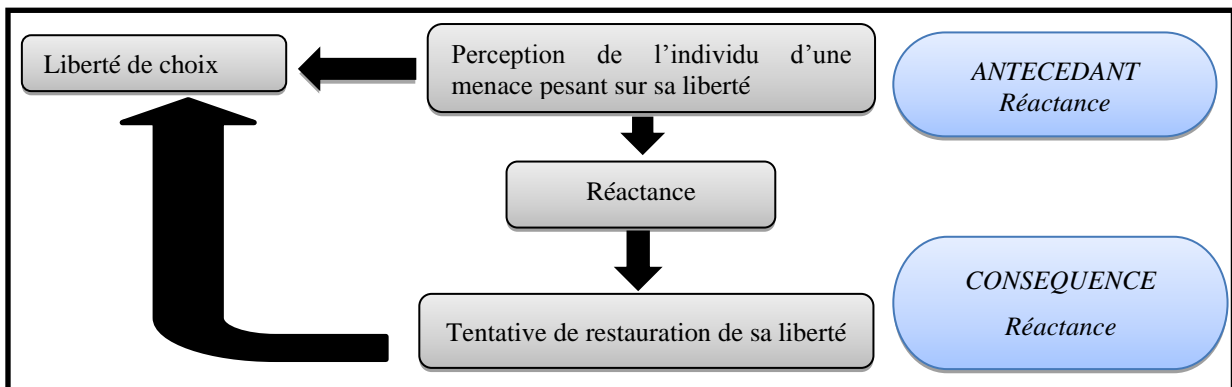 Liberté de choix
Perception de l’individu d’une
menace pesant sur sa liberté
ANTECEDANT
Réactance
Réactance
Tentative de restauration de sa liberté
CONSEQUENCE
Réactance